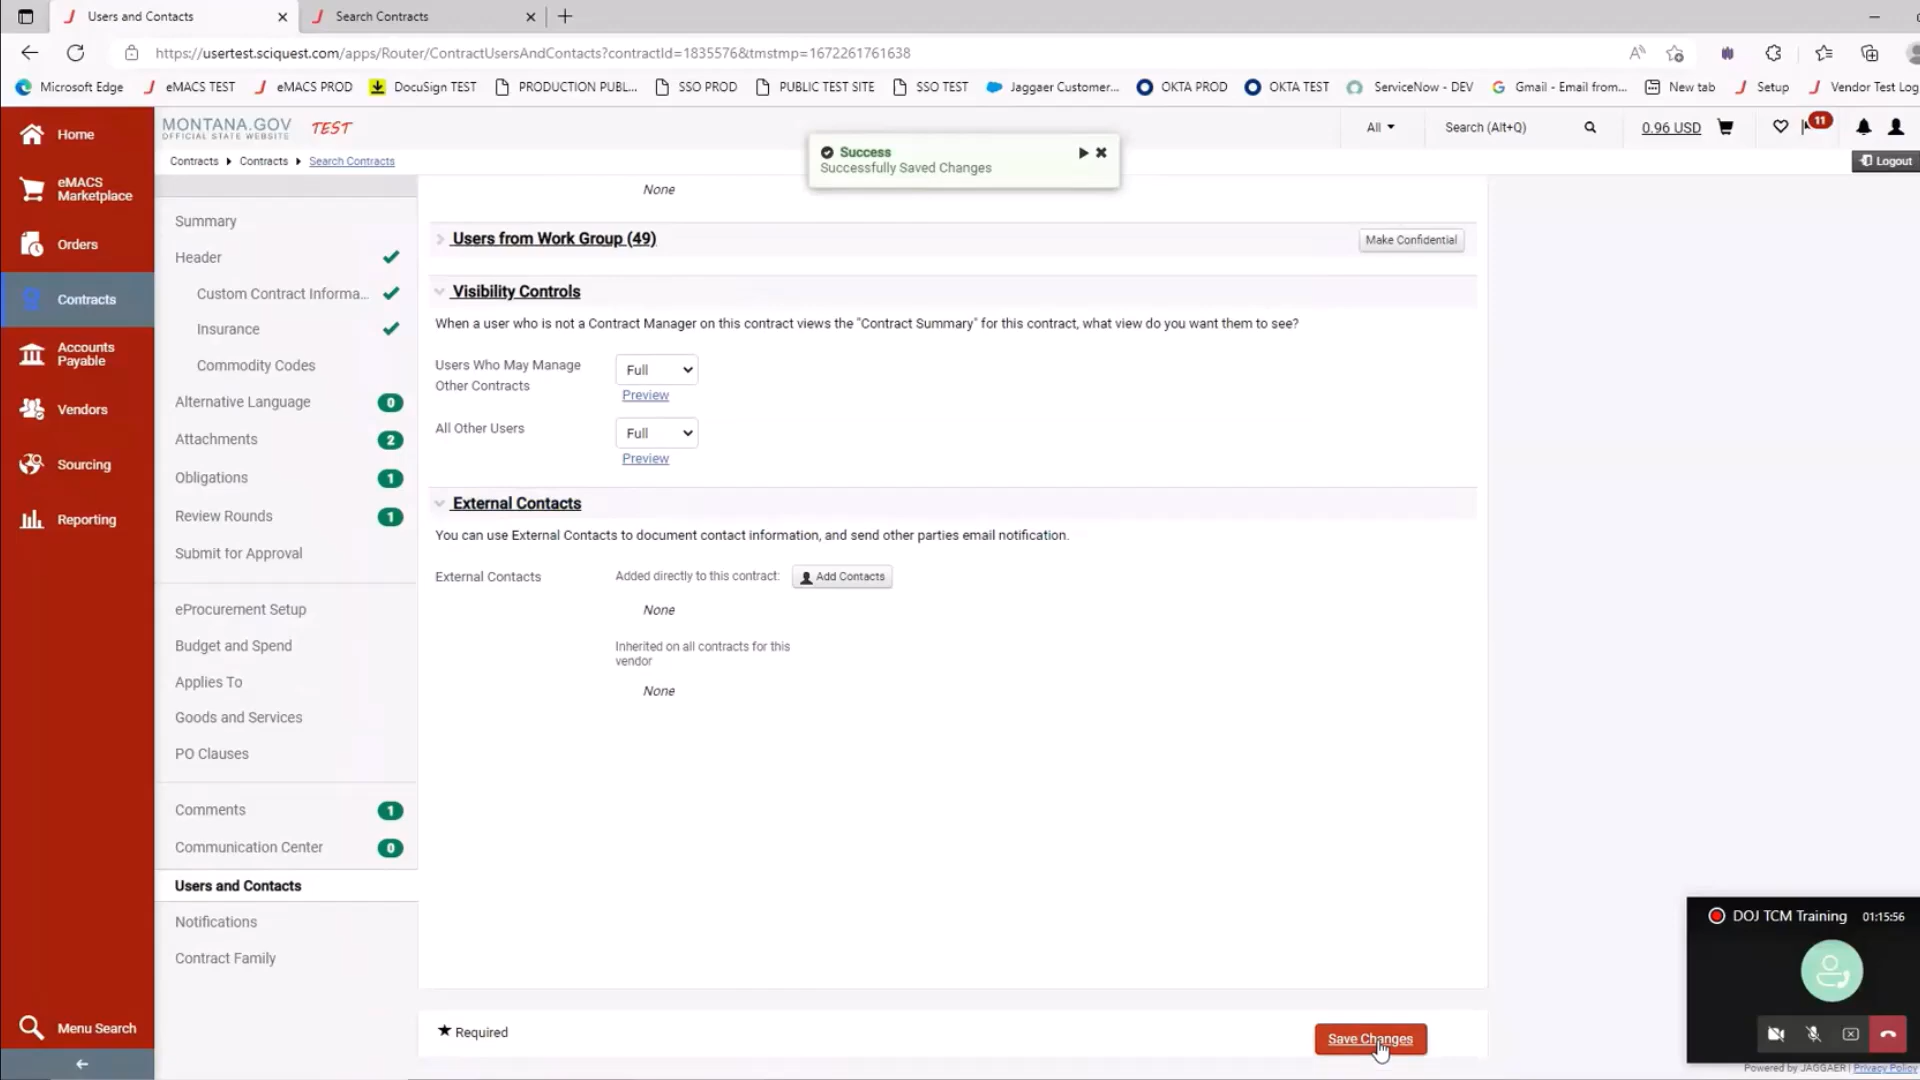 Users and Contacts
Search Contracts
https://usertest.sciquest.com/apps/Router/ContractUsersAndContacts?contractId=1835576&tmstmp=1672261761638
Microsoft Edge
eMACS TEST
eMACS PROD
DocuSign TEST
PRODUCTION PUBL...
SSO PROD
PUBLIC TEST SITE
SSO TEST
Jaggaer Customer...
OKTA PROD
OKTA TEST
ServiceNow - DEV
Gmail - Email from...
New tab
Setup
Vendor Test Log
MONTANA.GOV
OFFICIAL STATE WEBSITE
TEST
All
Search (Alt+Q)
0.96 USD
11
Contracts Contracts Search Contracts
Logout
Success
Successfully Saved Changes
Home
eMACS
Marketplace
Orders
Contracts
Accounts
Payable
Vendors
Sourcing
Reporting
Menu Search
Summary
Header
Custom Contract Informa...
Insurance
Commodity Codes
Alternative Language 0
Attachments 2
Obligations 1
Review Rounds 1
Submit for Approval
eProcurement Setup
Budget and Spend
Applies To
Goods and Services
PO Clauses
Comments 1
Communication Center 0
Users and Contacts
Notifications
Contract Family
None
Users from Work Group (49)
Make Confidential
Visibility Controls
When a user who is not a Contract Manager on this contract views the "Contract Summary" for this contract, what view do you want them to see?
Users Who May Manage
Other Contracts
Full
Preview
All Other Users
Full
Preview
External Contacts
You can use External Contacts to document contact information, and send other parties email notification.
External Contacts
Added directly to this contract:
Add Contacts
None
Inherited on all contracts for this
vendor
None
★ Required
Save Changes
DOJ TCM Training 01:15:56
Powered by JAGGAER | Privacy Policy